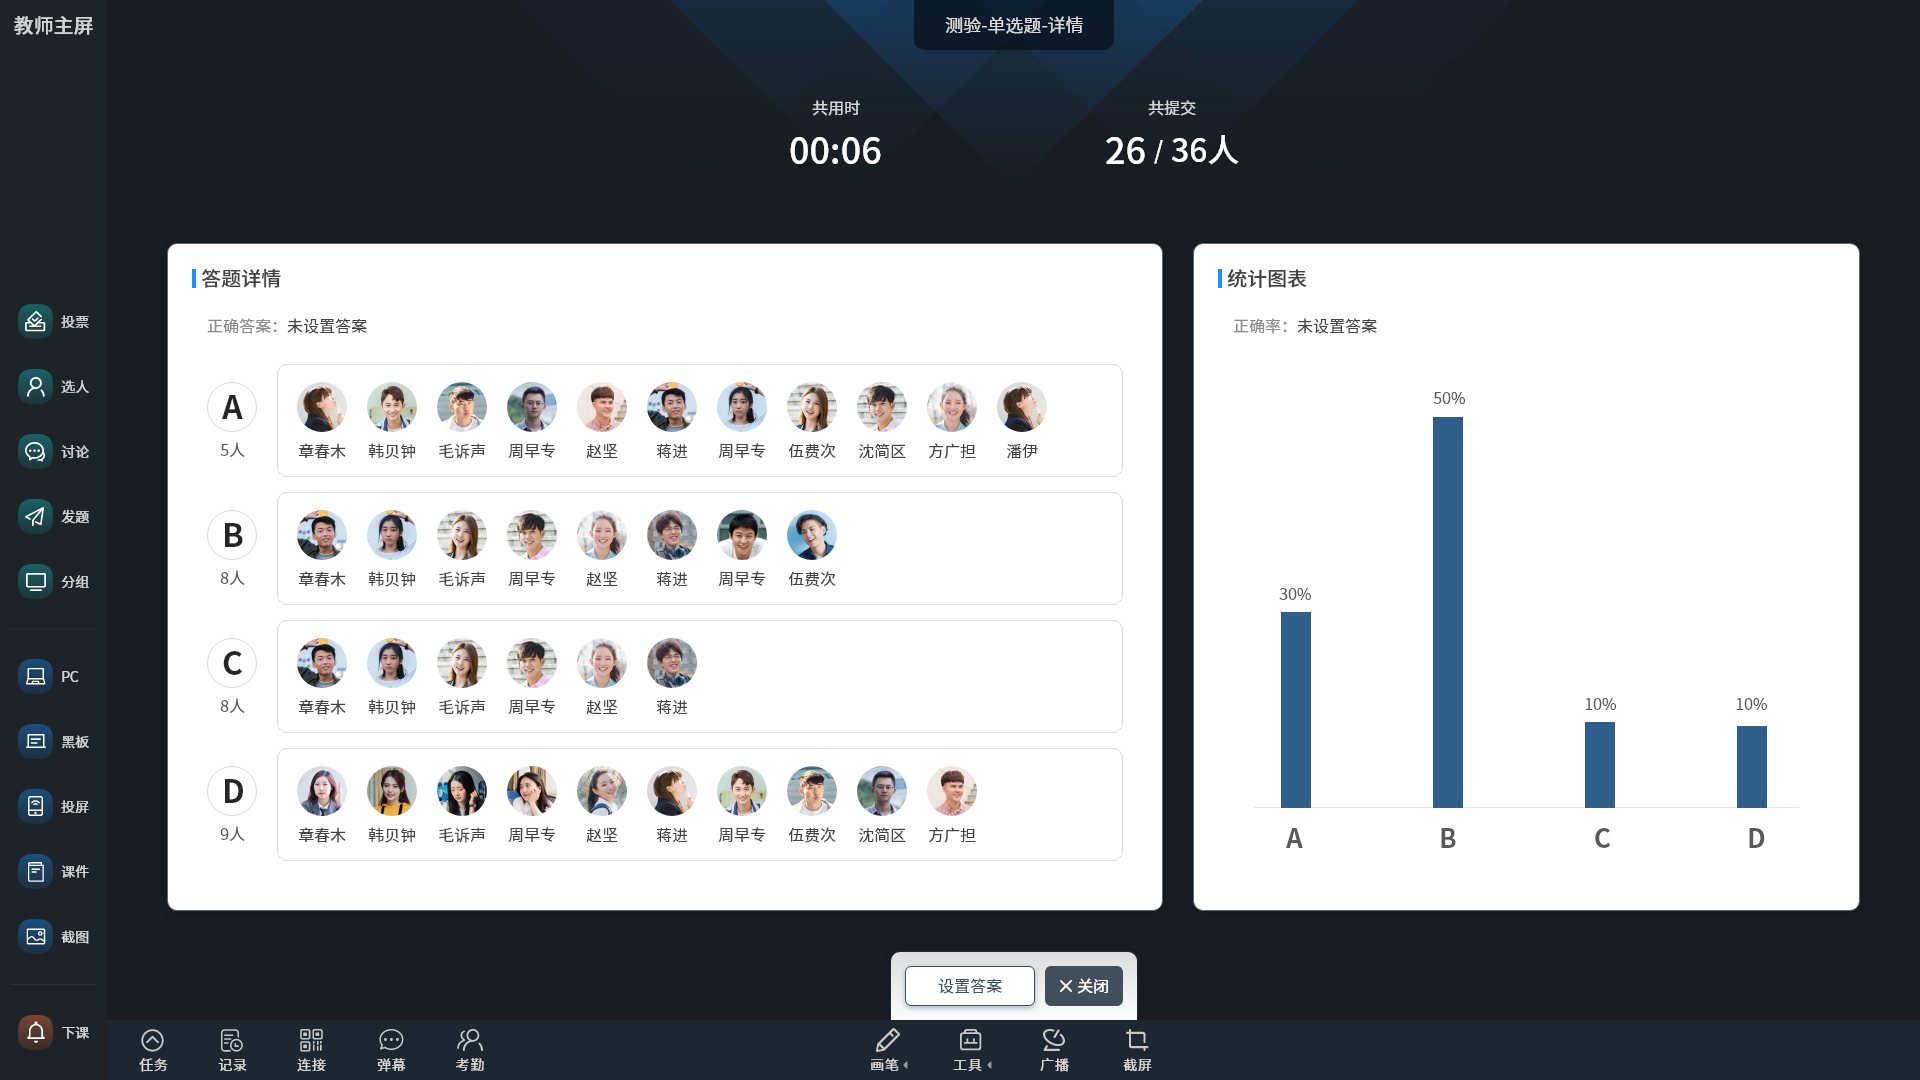 教师主屏
测验-单选题-详情
共用时
共提交
00:06
26 / 36人
投票
选人
讨论
发题
分组
PC
黑板
投屏
课件
截图
下课
答题详情
正确答案：未设置答案
A
5人
章春木 韩贝钟 毛诉声 周早专 赵坚 蒋进 周早专 伍费次 沈简区 方广担 潘伊
B
8人
章春木 韩贝钟 毛诉声 周早专 赵坚 蒋进 周早专 伍费次
C
8人
章春木 韩贝钟 毛诉声 周早专 赵坚 蒋进
D
9人
章春木 韩贝钟 毛诉声 周早专 赵坚 蒋进 周早专 伍费次 沈简区 方广担
统计图表
正确率：未设置答案
50%
30%
10%
10%
A B C D
设置答案
关闭
任务 记录 连接 弹幕 考勤 画笔 工具 广播 截屏